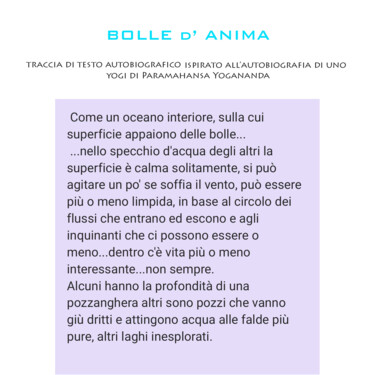 BOLLE D' ANIMA
TRACCIA DI TESTO AUTOBIOGRAFICO ISPIRATO ALL'AUTOBIOGRAFIA DI UNO
YOGI DI PARAMAHANSA YOGANANDA
Come un oceano interiore, sulla cui
superficie appaiono delle bolle...
...nello specchio d'acqua degli altri la
superficie è calma solitamente, si può
agitare un po' se soffia il vento, può essere
più o meno limpida, in base al circolo dei
flussi che entrano ed escono e agli
inquinanti che ci possono essere o
meno...dentro c'è vita più o meno
interessante...non sempre.
Alcuni hanno la profondità di una
pozzanghera altri sono pozzi che vanno
giù dritti e attingono acqua alle falde più
pure, altri laghi inesplorati.